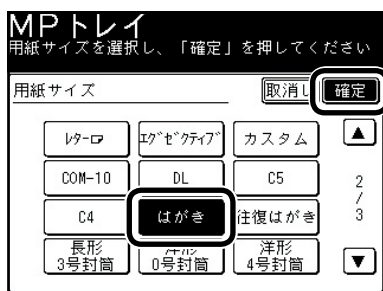 MPトレイ
用紙サイズを選択し、「確定」を押してください
用紙サイズ 取消し 確定
レターロ エグゼクティブ カスタム
COM-10 DL C5
C4 はがき 往復はがき
長形 洋形 洋形
3号封筒 0号封筒 4号封筒
2
/
3